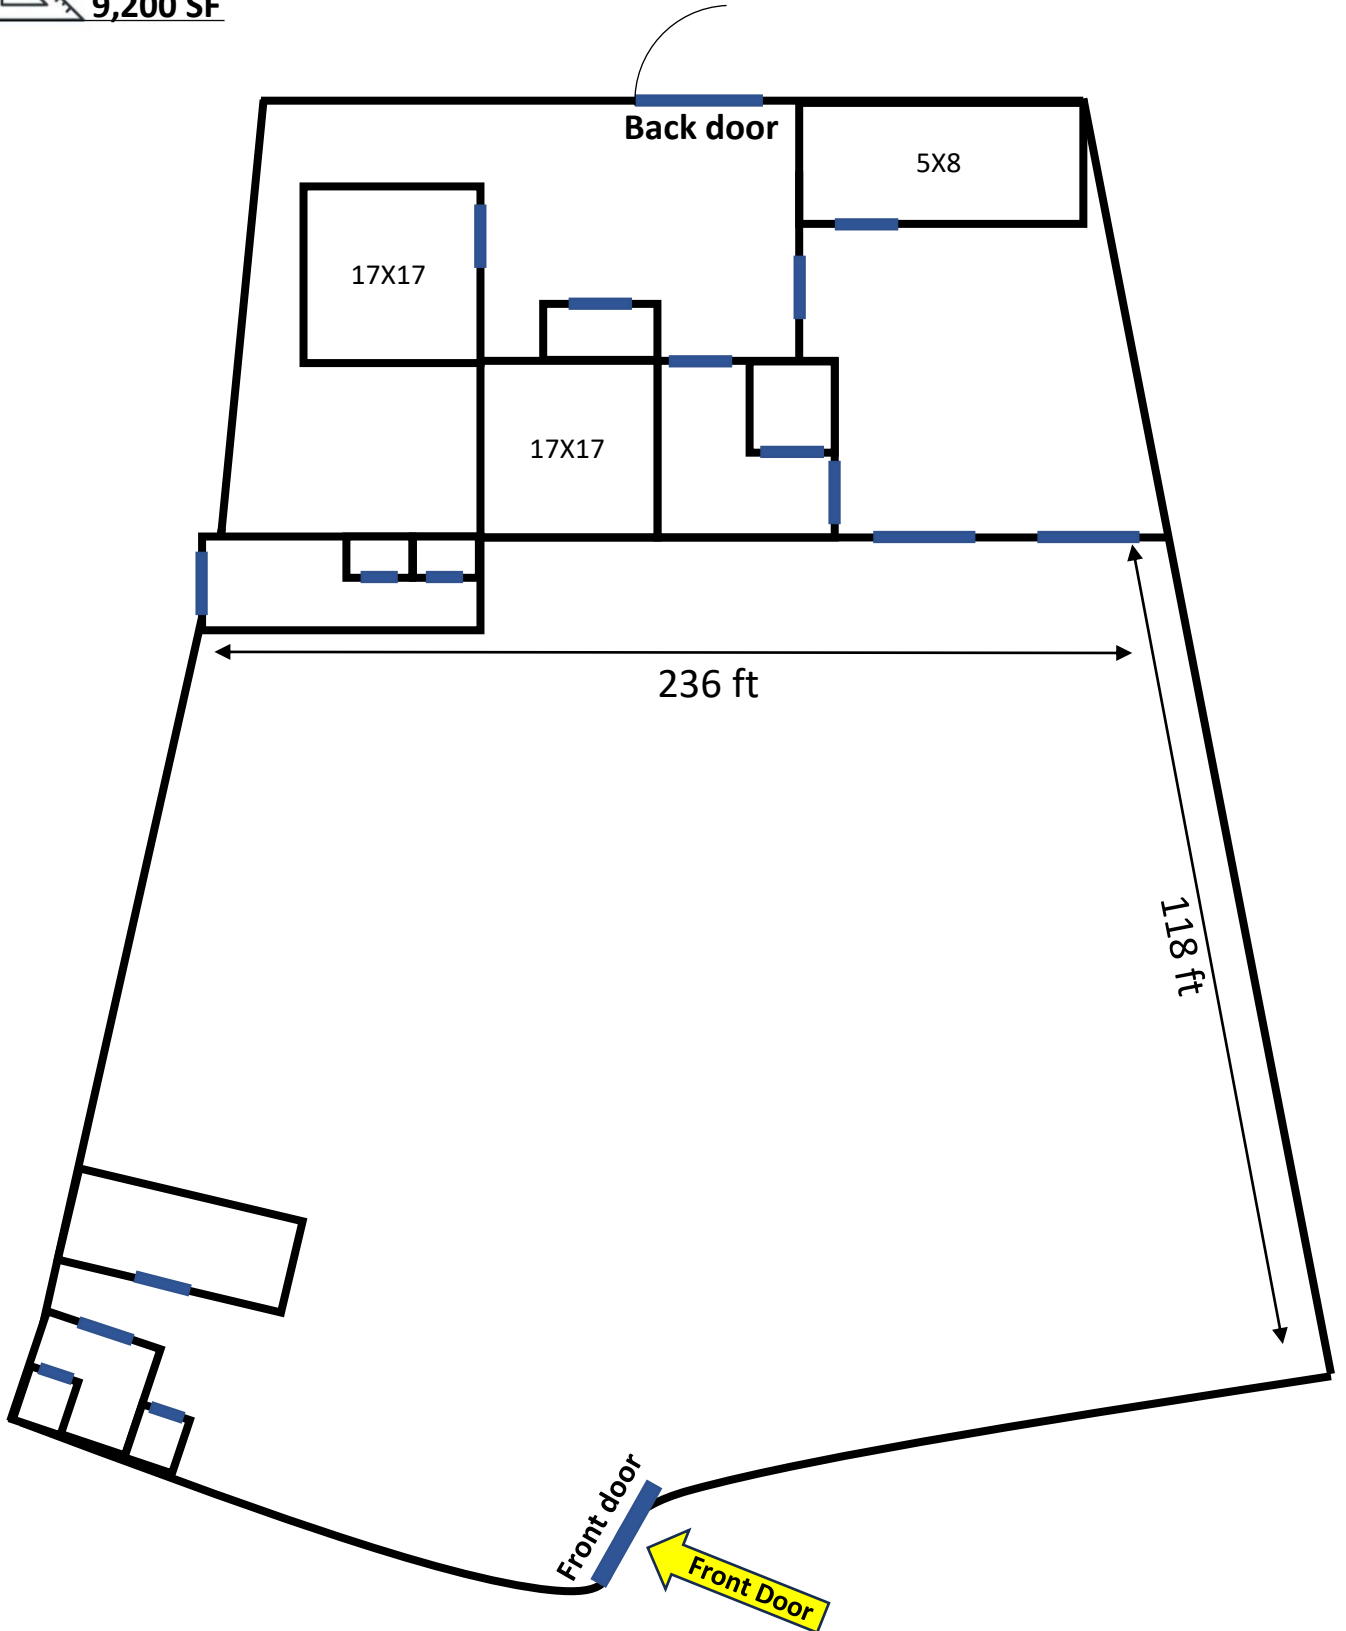 9,200 SF
Back door
5X8
17X17
17X17
236 ft
118 ft
Front door
Front Door